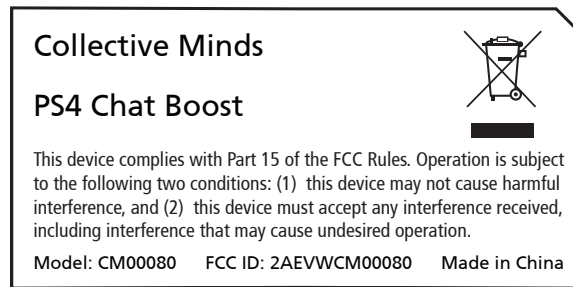 Collective Minds
PS4 Chat Boost
This device complies with Part 15 of the FCC Rules. Operation is subject
to the following two conditions: (1) this device may not cause harmful
interference, and (2) this device must accept any interference received,
including interference that may cause undesired operation.
Model: CM00080 FCC ID: 2AEVWCM00080 Made in China